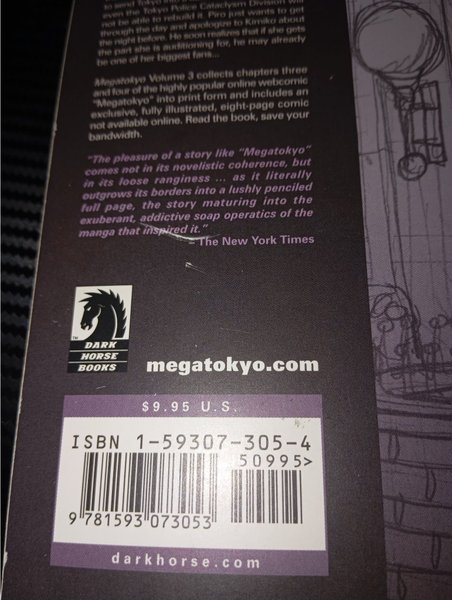 to send Tokyo into a
even the Tokyo Police Cataclysm Division will
not be able to rebuild it. Piro just wants to get
through the day and apologize to Kimiko about
the night before. He soon realizes that if she gets
the part she is auditioning for, he may already
be one of her biggest fans...
Megatokyo Volume 3 collects chapters three
and four of the highly popular online webcomic
"Megatokyo" into print form and includes an
exclusive, fully illustrated, eight-page comic
not available online. Read the book, save your
bandwidth.
"The pleasure of a story like "Megatokyo"
comes not in its novelistic coherence, but
in its loose ranginess ... as it literally
outgrows its borders into a lushly penciled
full page, the story maturing into the
exuberant, addictive soap operatics of the
manga that inspired it."
– The New York Times
DARK
HORSE
BOOKS
TM
megatokyo.com
$9.95 U.S.
ISBN 1-59307-305-4
50995>
9 781593 073053
darkhorse.com